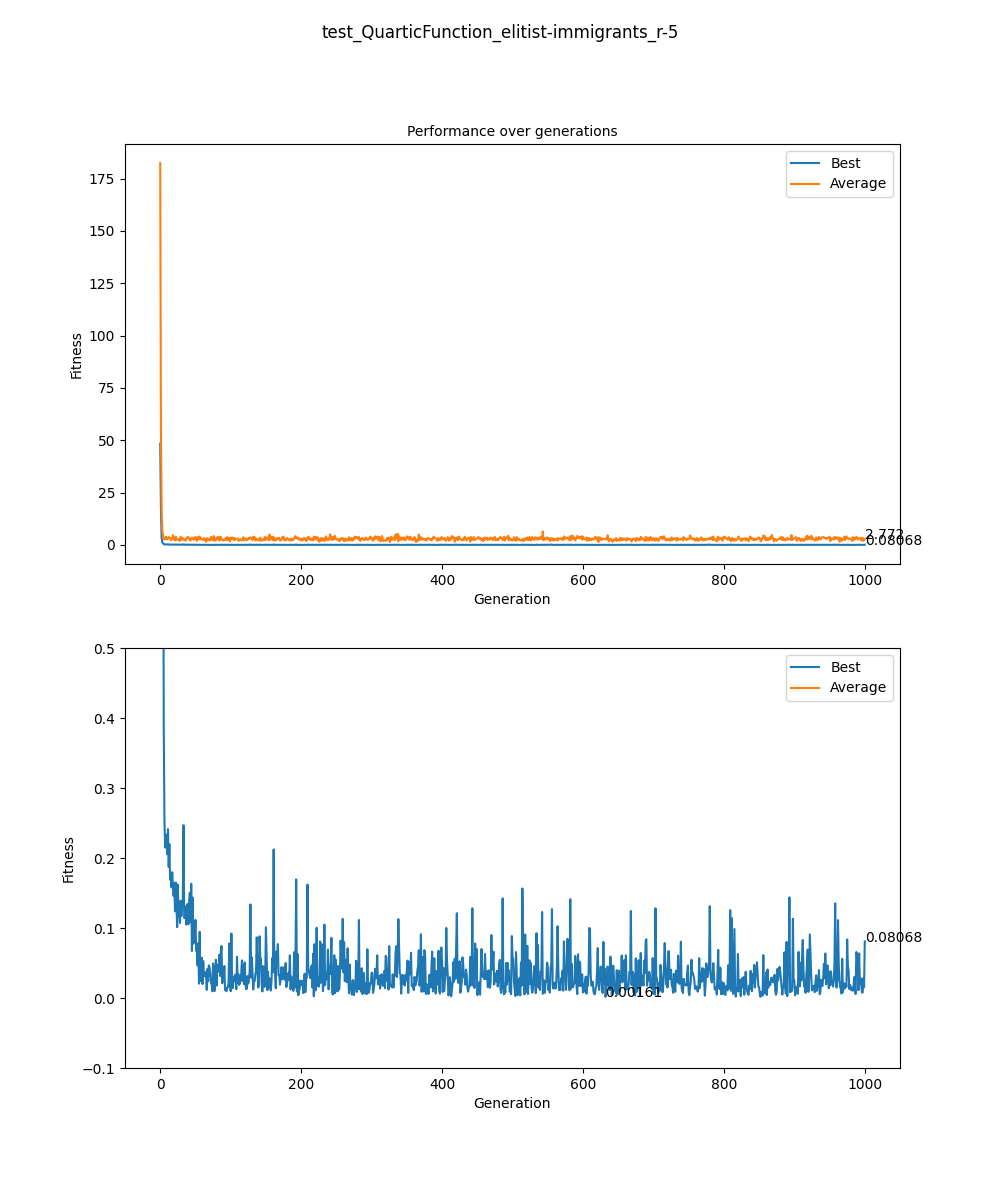 test_QuarticFunction_elitist-immigrants_r-5
Performance over generations
Best
Average
175
150
125
100
75
50
25
0
Fitness
2.772
0.08068
0 200 400 600 800 1000
Generation
Best
Average
0.5
0.4
0.3
0.2
0.1
0.0
−0.1
Fitness
0.08068
0.00161
0 200 400 600 800 1000
Generation